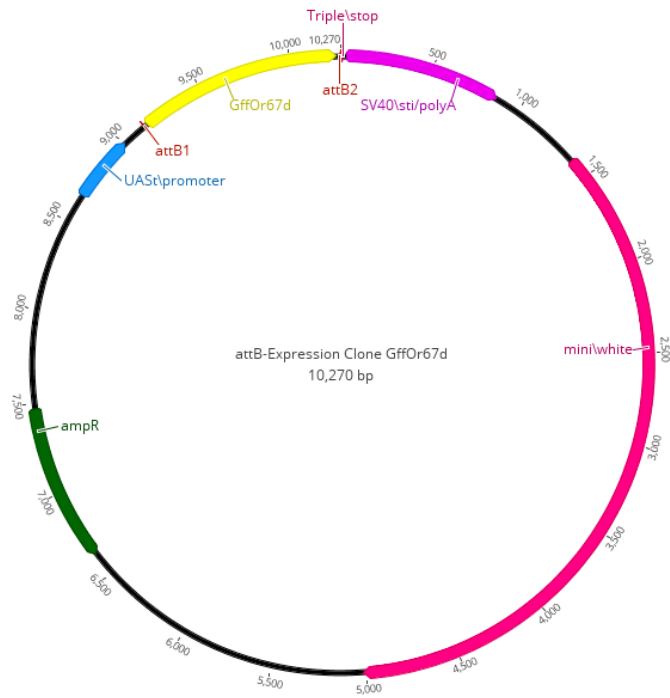 Triple\stop
10,270
10,000
500
attB2
SV40\sti/polyA
9,500
GffOr67d
1,000
9,000
attB1
1,500
UASt\promoter
8,500
2,000
8,000
mini\white
2,500
attB-Expression Clone GffOr67d
10,270 bp
7,500
ampR
3,000
7,000
3,500
6,500
4,000
6,000
4,500
5,500
5,000